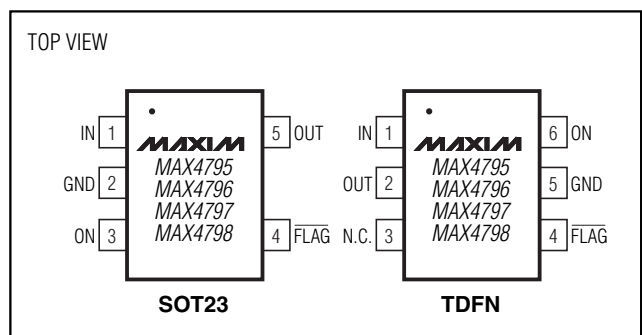 TOP VIEW
IN 1
GND 2
ON 3
MAXIM
MAX4795
MAX4796
MAX4797
MAX4798
5 OUT
4 FLAG
SOT23
IN 1
OUT 2
N.C. 3
MAXIM
MAX4795
MAX4796
MAX4797
MAX4798
6 ON
5 GND
4 FLAG
TDFN